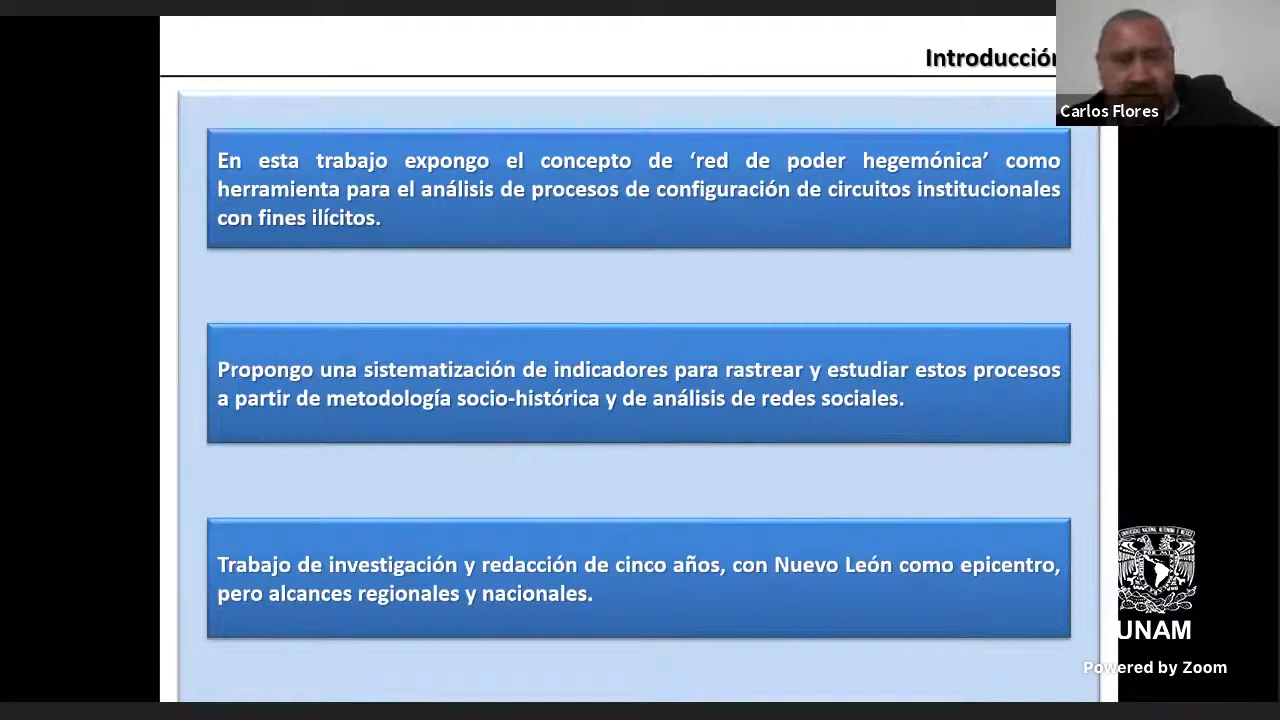 Introducción
Carlos Flores
En esta trabajo expongo el concepto de ‘red de poder hegemónica’ como
herramienta para el análisis de procesos de configuración de circuitos institucionales
con fines ilícitos.
Propongo una sistematización de indicadores para rastrear y estudiar estos procesos
a partir de metodología socio-histórica y de análisis de redes sociales.
Trabajo de investigación y redacción de cinco años, con Nuevo León como epicentro,
pero alcances regionales y nacionales.
UNAM
Powered by Zoom